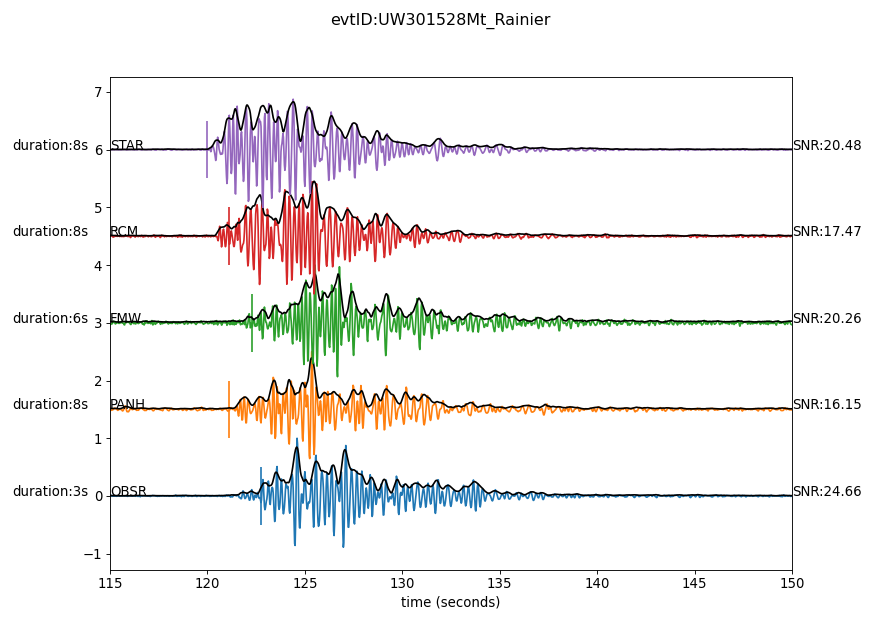 evtID:UW301528Mt_Rainier
7
duration:8s STAR 6 SNR:20.48
5
duration:8s RCM SNR:17.47
4
duration:6s FMW 3 SNR:20.26
2
duration:8s PANH SNR:16.15
1
duration:3s OBSR 0 SNR:24.66
−1
115 120 125 130 135 140 145 150
time (seconds)